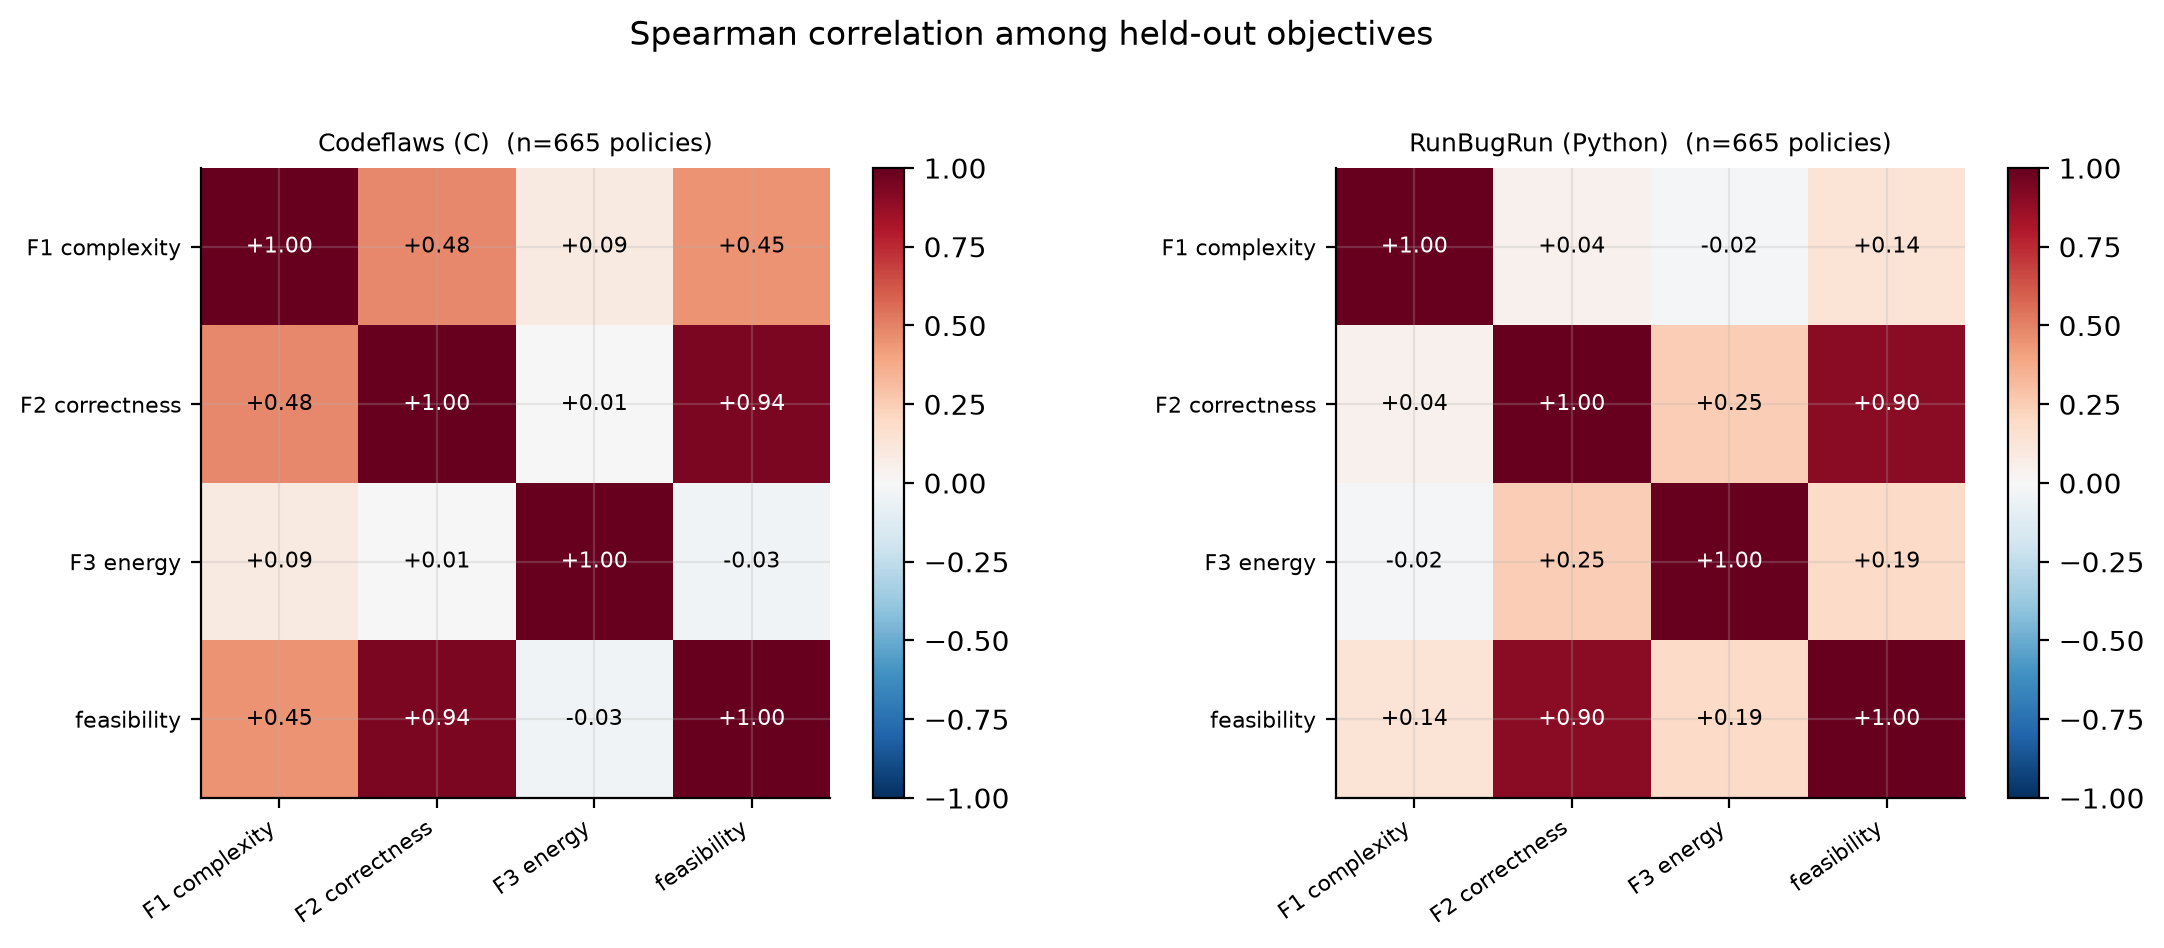 Spearman correlation among held-out objectives
Codeflaws (C)  (n=665 policies)
F1 complexity
F2 correctness
F3 energy
feasibility
+1.00 +0.48 +0.09 +0.45
+0.48 +1.00 +0.01 +0.94
+0.09 +0.01 +1.00 -0.03
+0.45 +0.94 -0.03 +1.00
F1 complexity
F2 correctness
F3 energy
feasibility
1.00
0.75
0.50
0.25
0.00
−0.25
−0.50
−0.75
−1.00
RunBugRun (Python)  (n=665 policies)
F1 complexity
F2 correctness
F3 energy
feasibility
+1.00 +0.04 -0.02 +0.14
+0.04 +1.00 +0.25 +0.90
-0.02 +0.25 +1.00 +0.19
+0.14 +0.90 +0.19 +1.00
F1 complexity
F2 correctness
F3 energy
feasibility
1.00
0.75
0.50
0.25
0.00
−0.25
−0.50
−0.75
−1.00